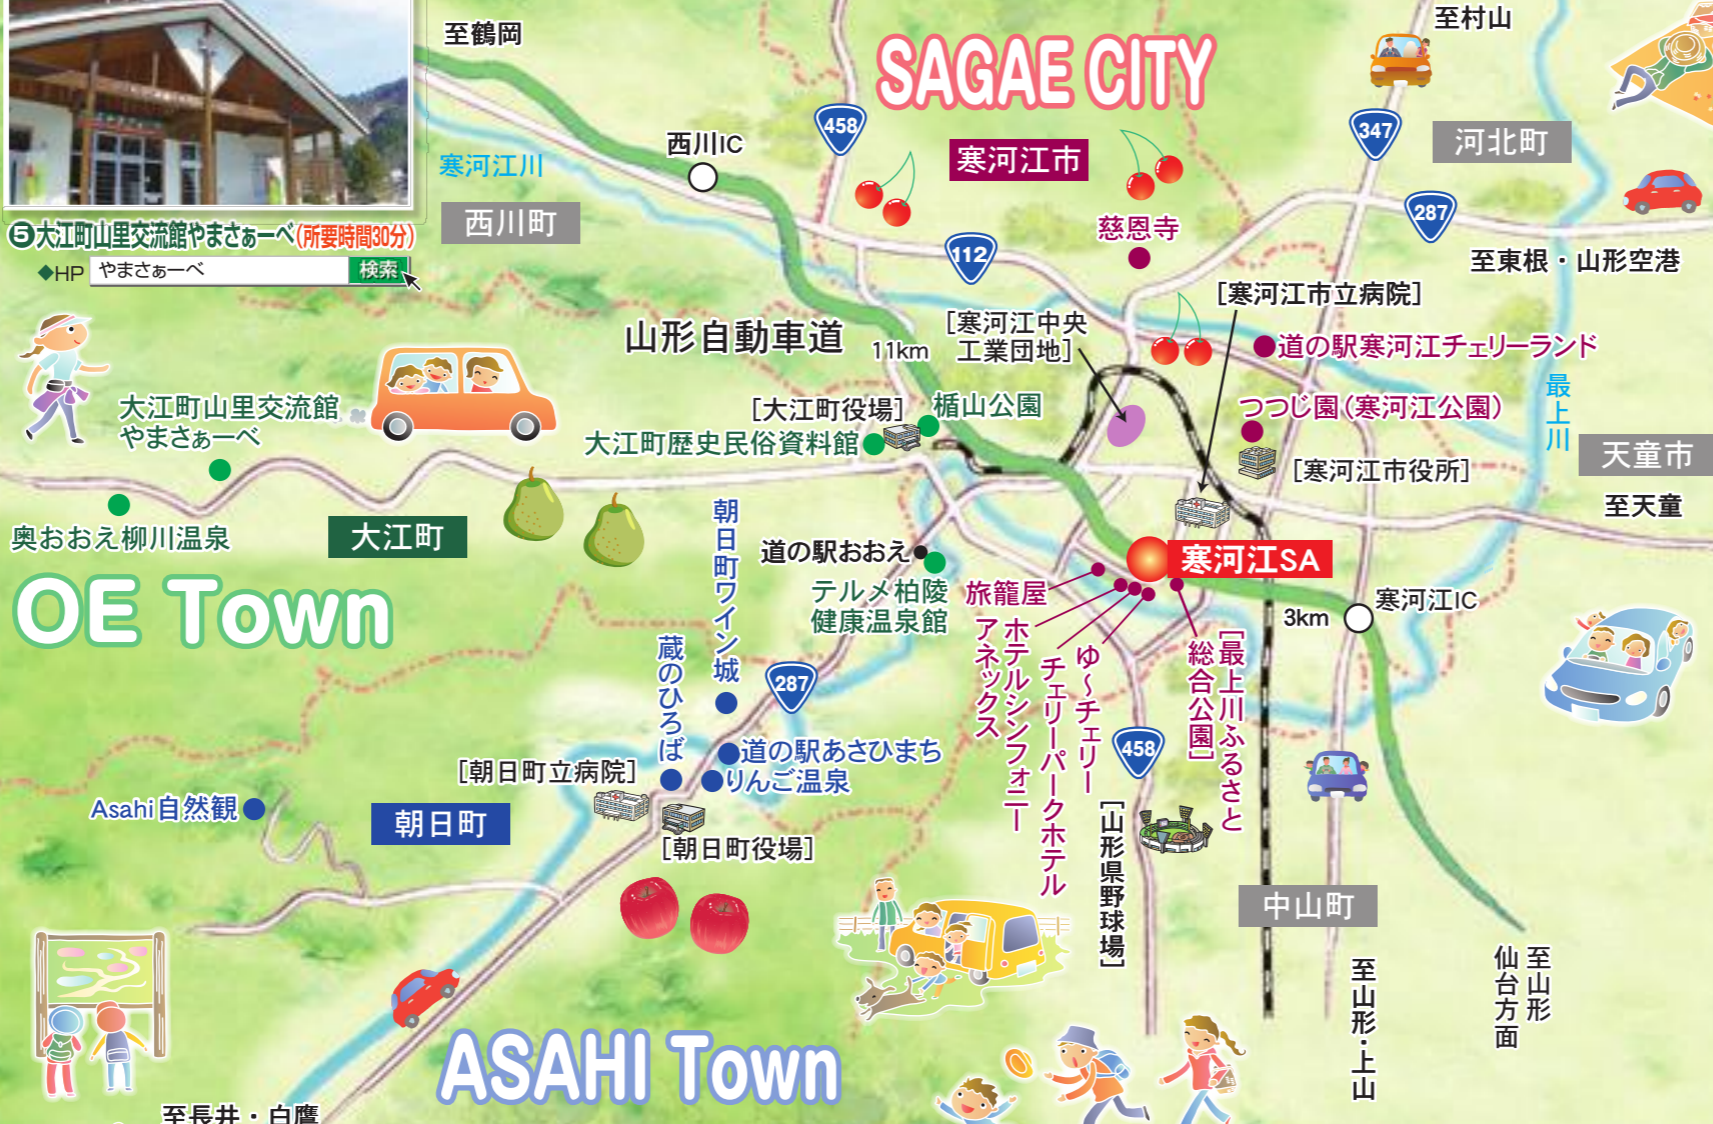 至鶴岡
SAGAE CITY
至村山
458
347
西川IC
寒河江市
河北町
寒河江川
西川町
287
❺大江町山里交流館やまさぁーべ(所要時間30分)
◆HP やまさぁーべ 検索
慈恩寺
112
至東根・山形空港
[寒河江市立病院]
[寒河江中央
工業団地]
山形自動車道
11km
道の駅寒河江チェリーランド
最上川
大江町山里交流館
やまさぁーべ
[大江町役場]
楯山公園
つつじ園(寒河江公園)
大江町歴史民俗資料館
天童市
[寒河江市役所]
至天童
奥おおえ柳川温泉
大江町
朝日町ワイン城
道の駅おおえ
寒河江SA
OE Town
テルメ柏陵
健康温泉館
旅籠屋
寒河江IC
3km
ホテルシンフォニー
アネックス
ゆ〜チェリー
チェリーパークホテル
[最上川ふるさと
総合公園]
蔵のひろば
287
458
道の駅あさひまち
[朝日町立病院]
りんご温泉
Asahi自然観
朝日町
[朝日町役場]
[山形県野球場]
中山町
至山形
仙台方面
至山形・上山
ASAHI Town
至長井・白鷹